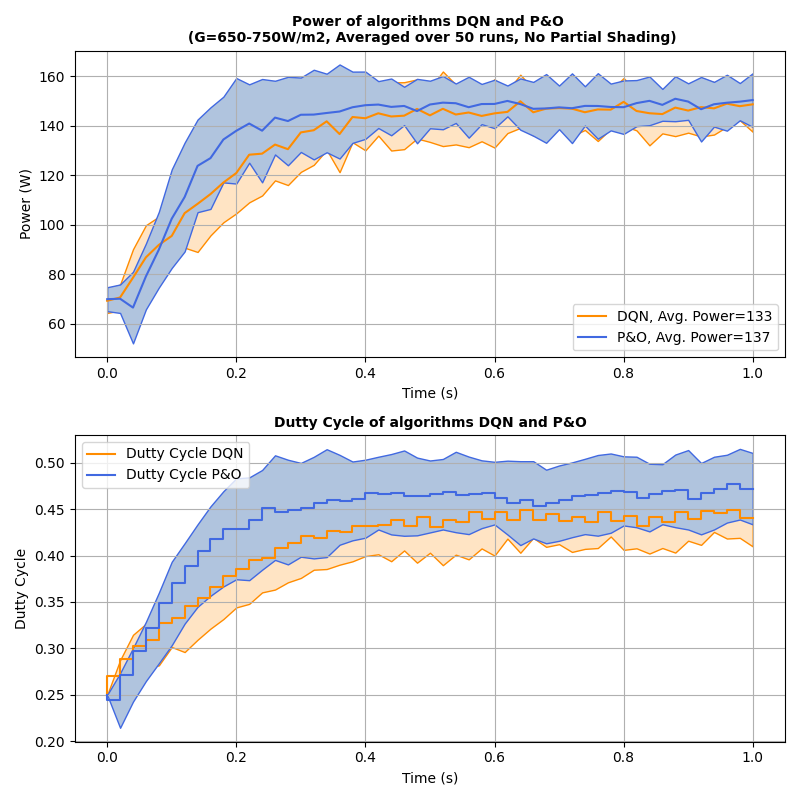 Power of algorithms DQN and P&O
(G=650-750W/m2, Averaged over 50 runs, No Partial Shading)
160
140
120
100
80
60
Power (W)
DQN, Avg. Power=133
P&O, Avg. Power=137
0.0 0.2 0.4 0.6 0.8 1.0
Time (s)
Dutty Cycle of algorithms DQN and P&O
Dutty Cycle DQN
Dutty Cycle P&O
0.50
0.45
0.40
0.35
0.30
0.25
0.20
Dutty Cycle
0.0 0.2 0.4 0.6 0.8 1.0
Time (s)